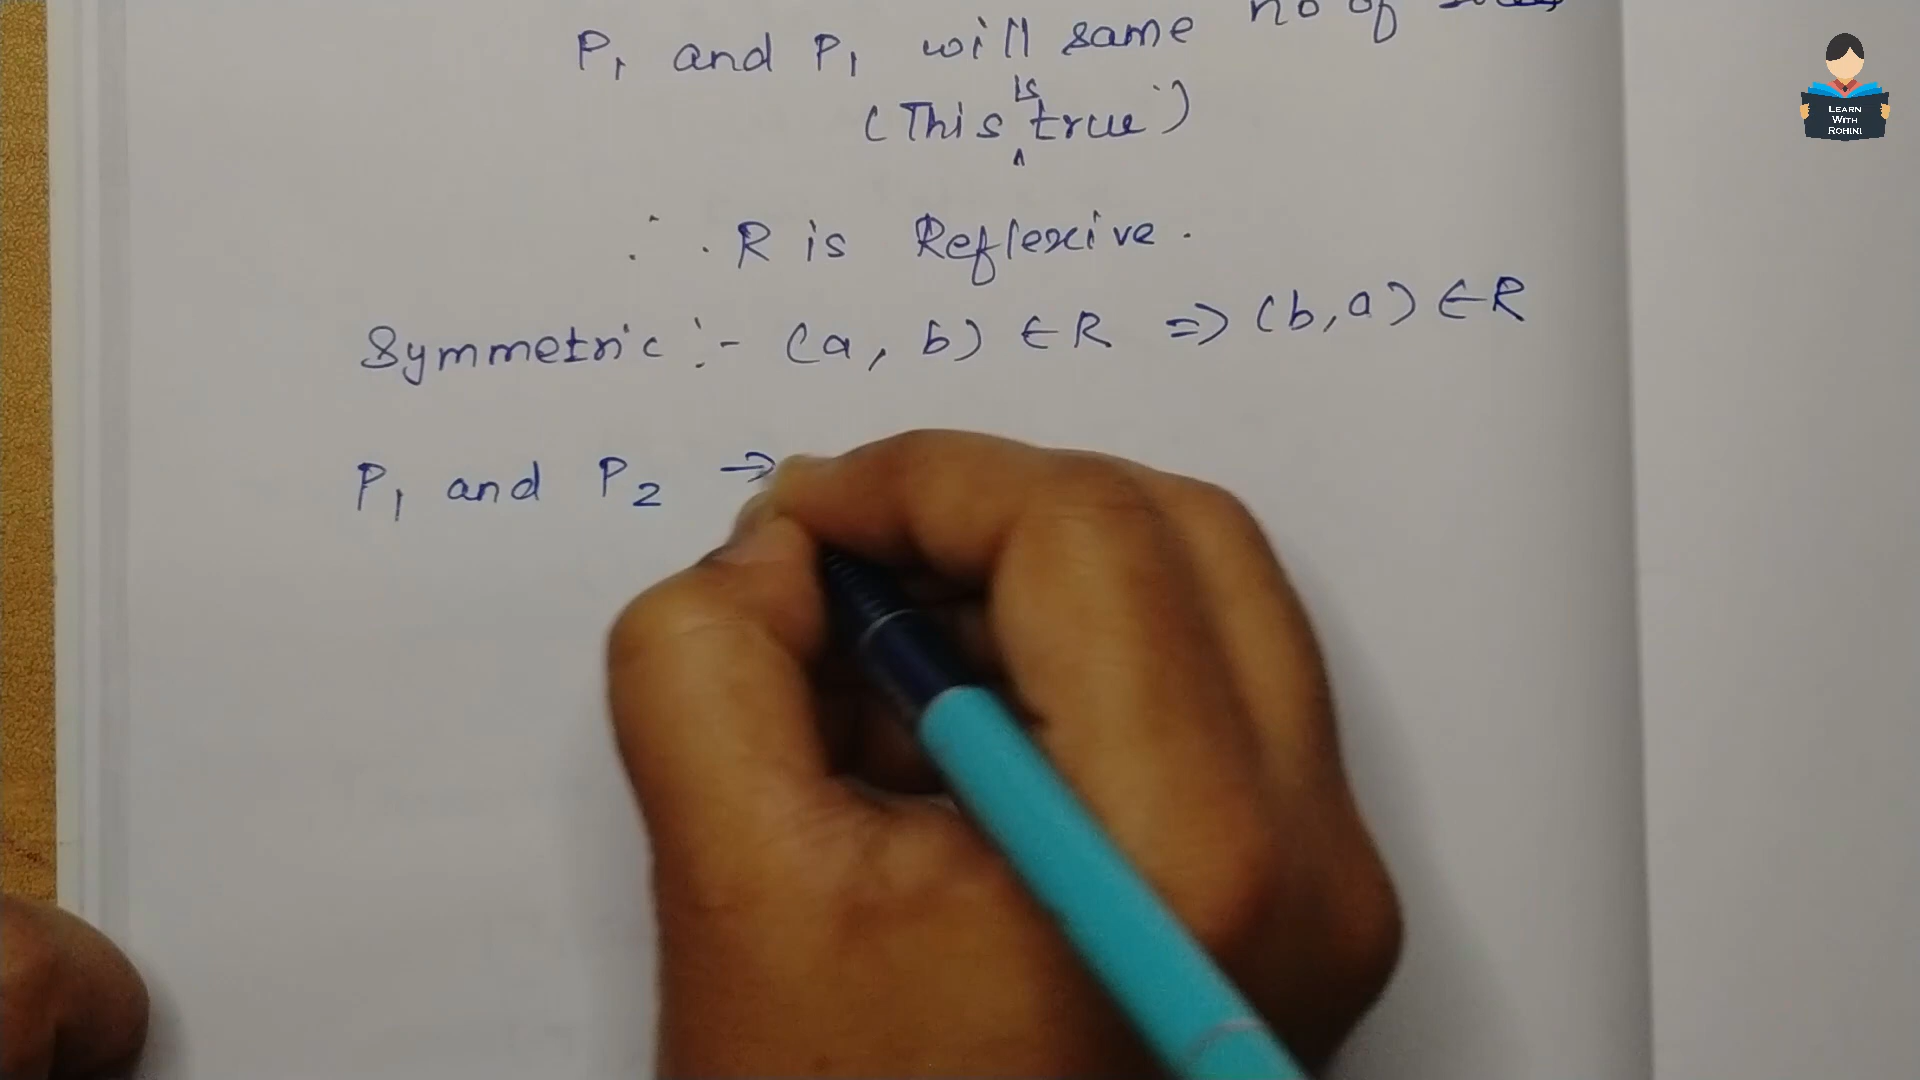 P₁ and P₁ will same no of
(This is true)
∴ R is Reflexive.
Symmetric :- (a, b) ∈ R ⇒ (b, a) ∈ R
P₁ and P₂ →
LEARN
WITH
ROHINI